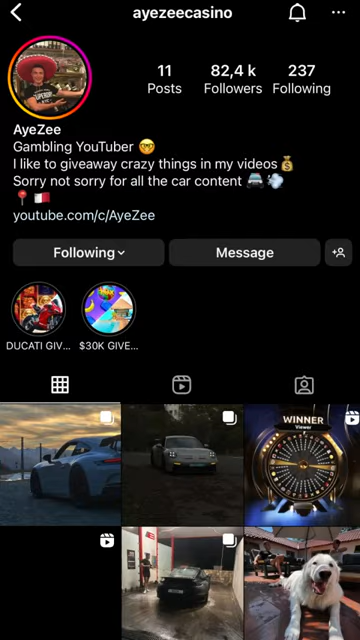 ayezeecasino
11
Posts
82,4 k
Followers
237
Following
AyeZee
Gambling YouTuber 🤓
I like to giveaway crazy things in my videos💰
Sorry not sorry for all the car content 🚘💨
📍🇲🇹
youtube.com/c/AyeZee
Following
Message
DUCATI GIV...
$30K GIVE...
WINNER
Viewer